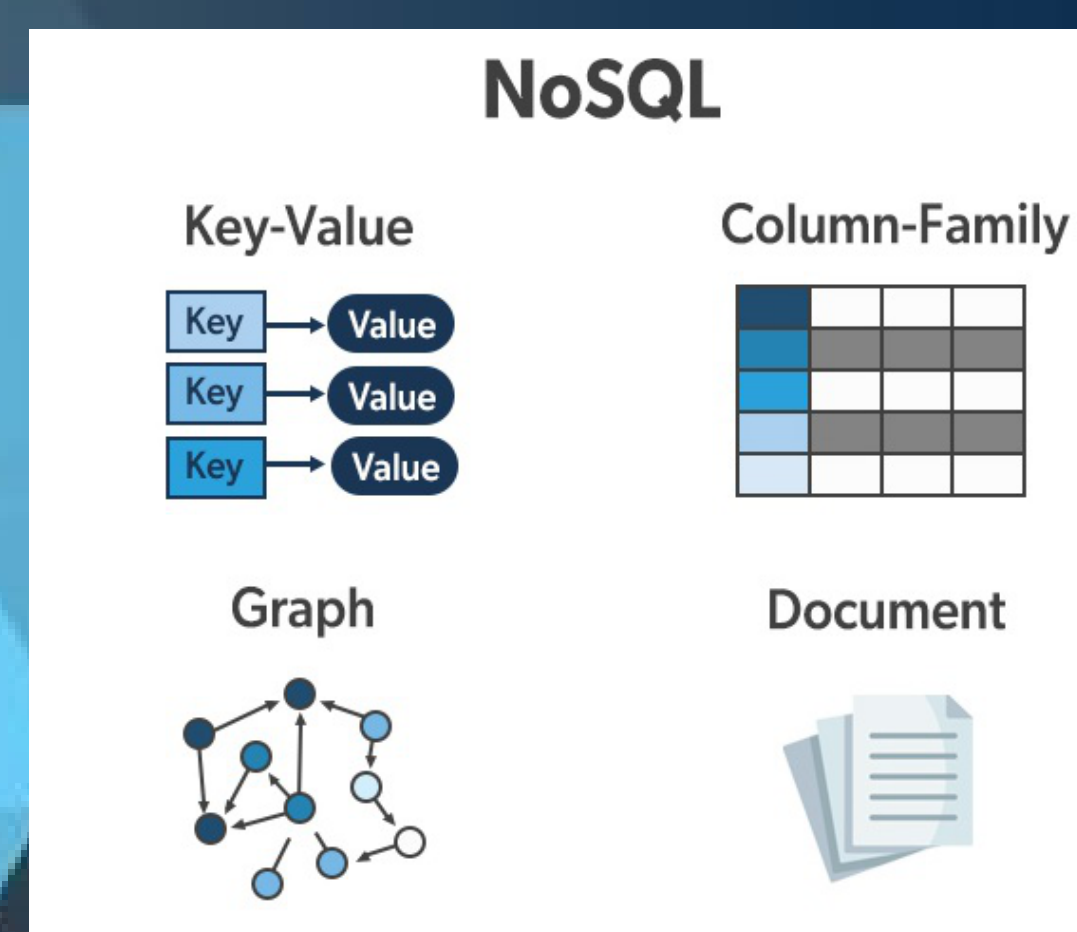 NoSQL
Key-Value
Column-Family
Key
Value
Key
Value
Key
Value
Graph
Document